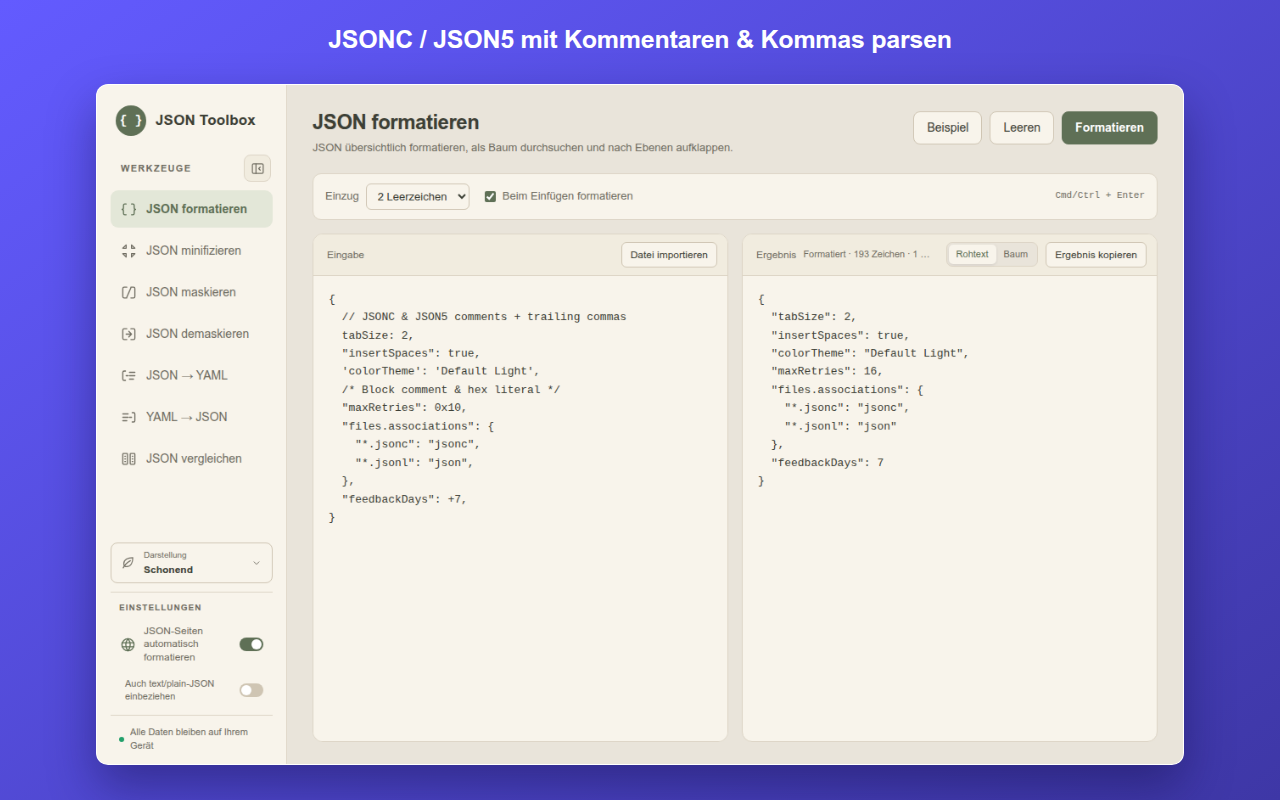 JSONC / JSON5 mit Kommentaren & Kommas parsen
{ } JSON Toolbox
WERKZEUGE
JSON formatieren
JSON minifizieren
JSON maskieren
JSON demaskieren
JSON → YAML
YAML → JSON
JSON vergleichen
Darstellung
Schonend
EINSTELLUNGEN
JSON-Seiten
automatisch
formatieren
Auch text/plain-JSON
einbeziehen
Alle Daten bleiben auf Ihrem
Gerät
JSON formatieren
JSON übersichtlich formatieren, als Baum durchsuchen und nach Ebenen aufklappen.
Beispiel
Leeren
Formatieren
Einzug
2 Leerzeichen
Beim Einfügen formatieren
Cmd/Ctrl + Enter
Eingabe
Datei importieren
{
  // JSONC & JSON5 comments + trailing commas
  tabSize: 2,
  "insertSpaces": true,
  'colorTheme': 'Default Light',
  /* Block comment & hex literal */
  "maxRetries": 0x10,
  "files.associations": {
    "*.jsonc": "jsonc",
    "*.jsonl": "json",
  },
  "feedbackDays": +7,
}
Ergebnis
Formatiert · 193 Zeichen · 1 ...
Rohtext
Baum
Ergebnis kopieren
{
  "tabSize": 2,
  "insertSpaces": true,
  "colorTheme": "Default Light",
  "maxRetries": 16,
  "files.associations": {
    "*.jsonc": "jsonc",
    "*.jsonl": "json"
  },
  "feedbackDays": 7
}